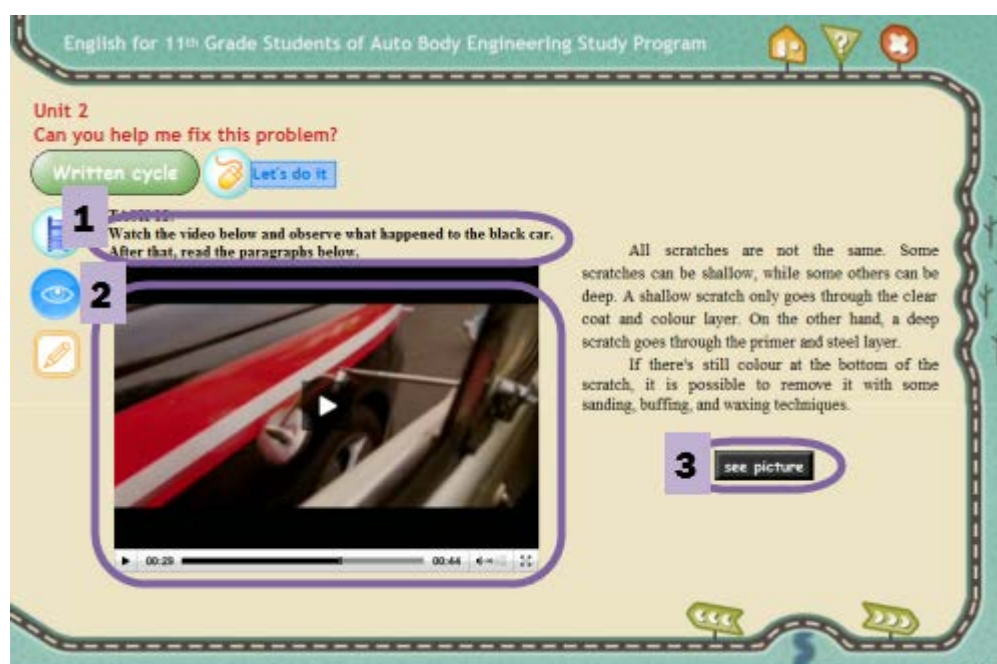 English for 11th Grade Students of Auto Body Engineering Study Program
Unit 2
Can you help me fix this problem?
Written cycle
Let's do it
1
Watch the video below and observe what happened to the black car.
After that, read the paragraphs below.
2
00:29
00:44
All scratches are not the same. Some
scratches can be shallow, while some others can be
deep. A shallow scratch only goes through the clear
coat and colour layer. On the other hand, a deep
scratch goes through the primer and steel layer.
If there's still colour at the bottom of the
scratch, it is possible to remove it with some
sanding, buffing, and waxing techniques.
3
see picture